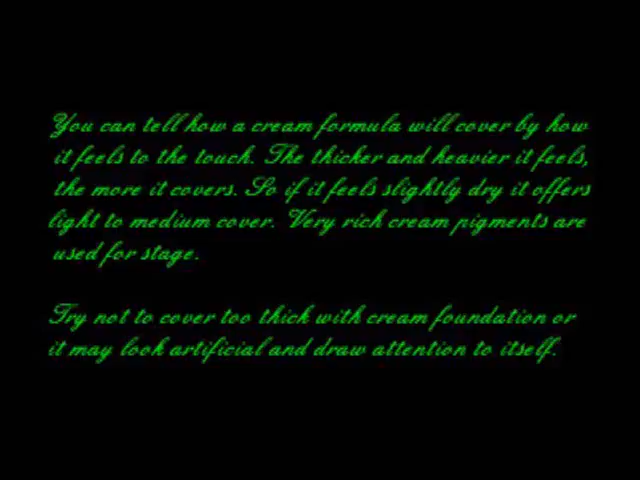 You can tell how a cream formula will cover by how
it feels to the touch. The thicker and heavier it feels,
the more it covers. So if it feels slightly dry it offers
light to medium cover. Very rich cream pigments are
used for stage.
Try not to cover too thick with cream foundation or
it may look artificial and draw attention to itself.